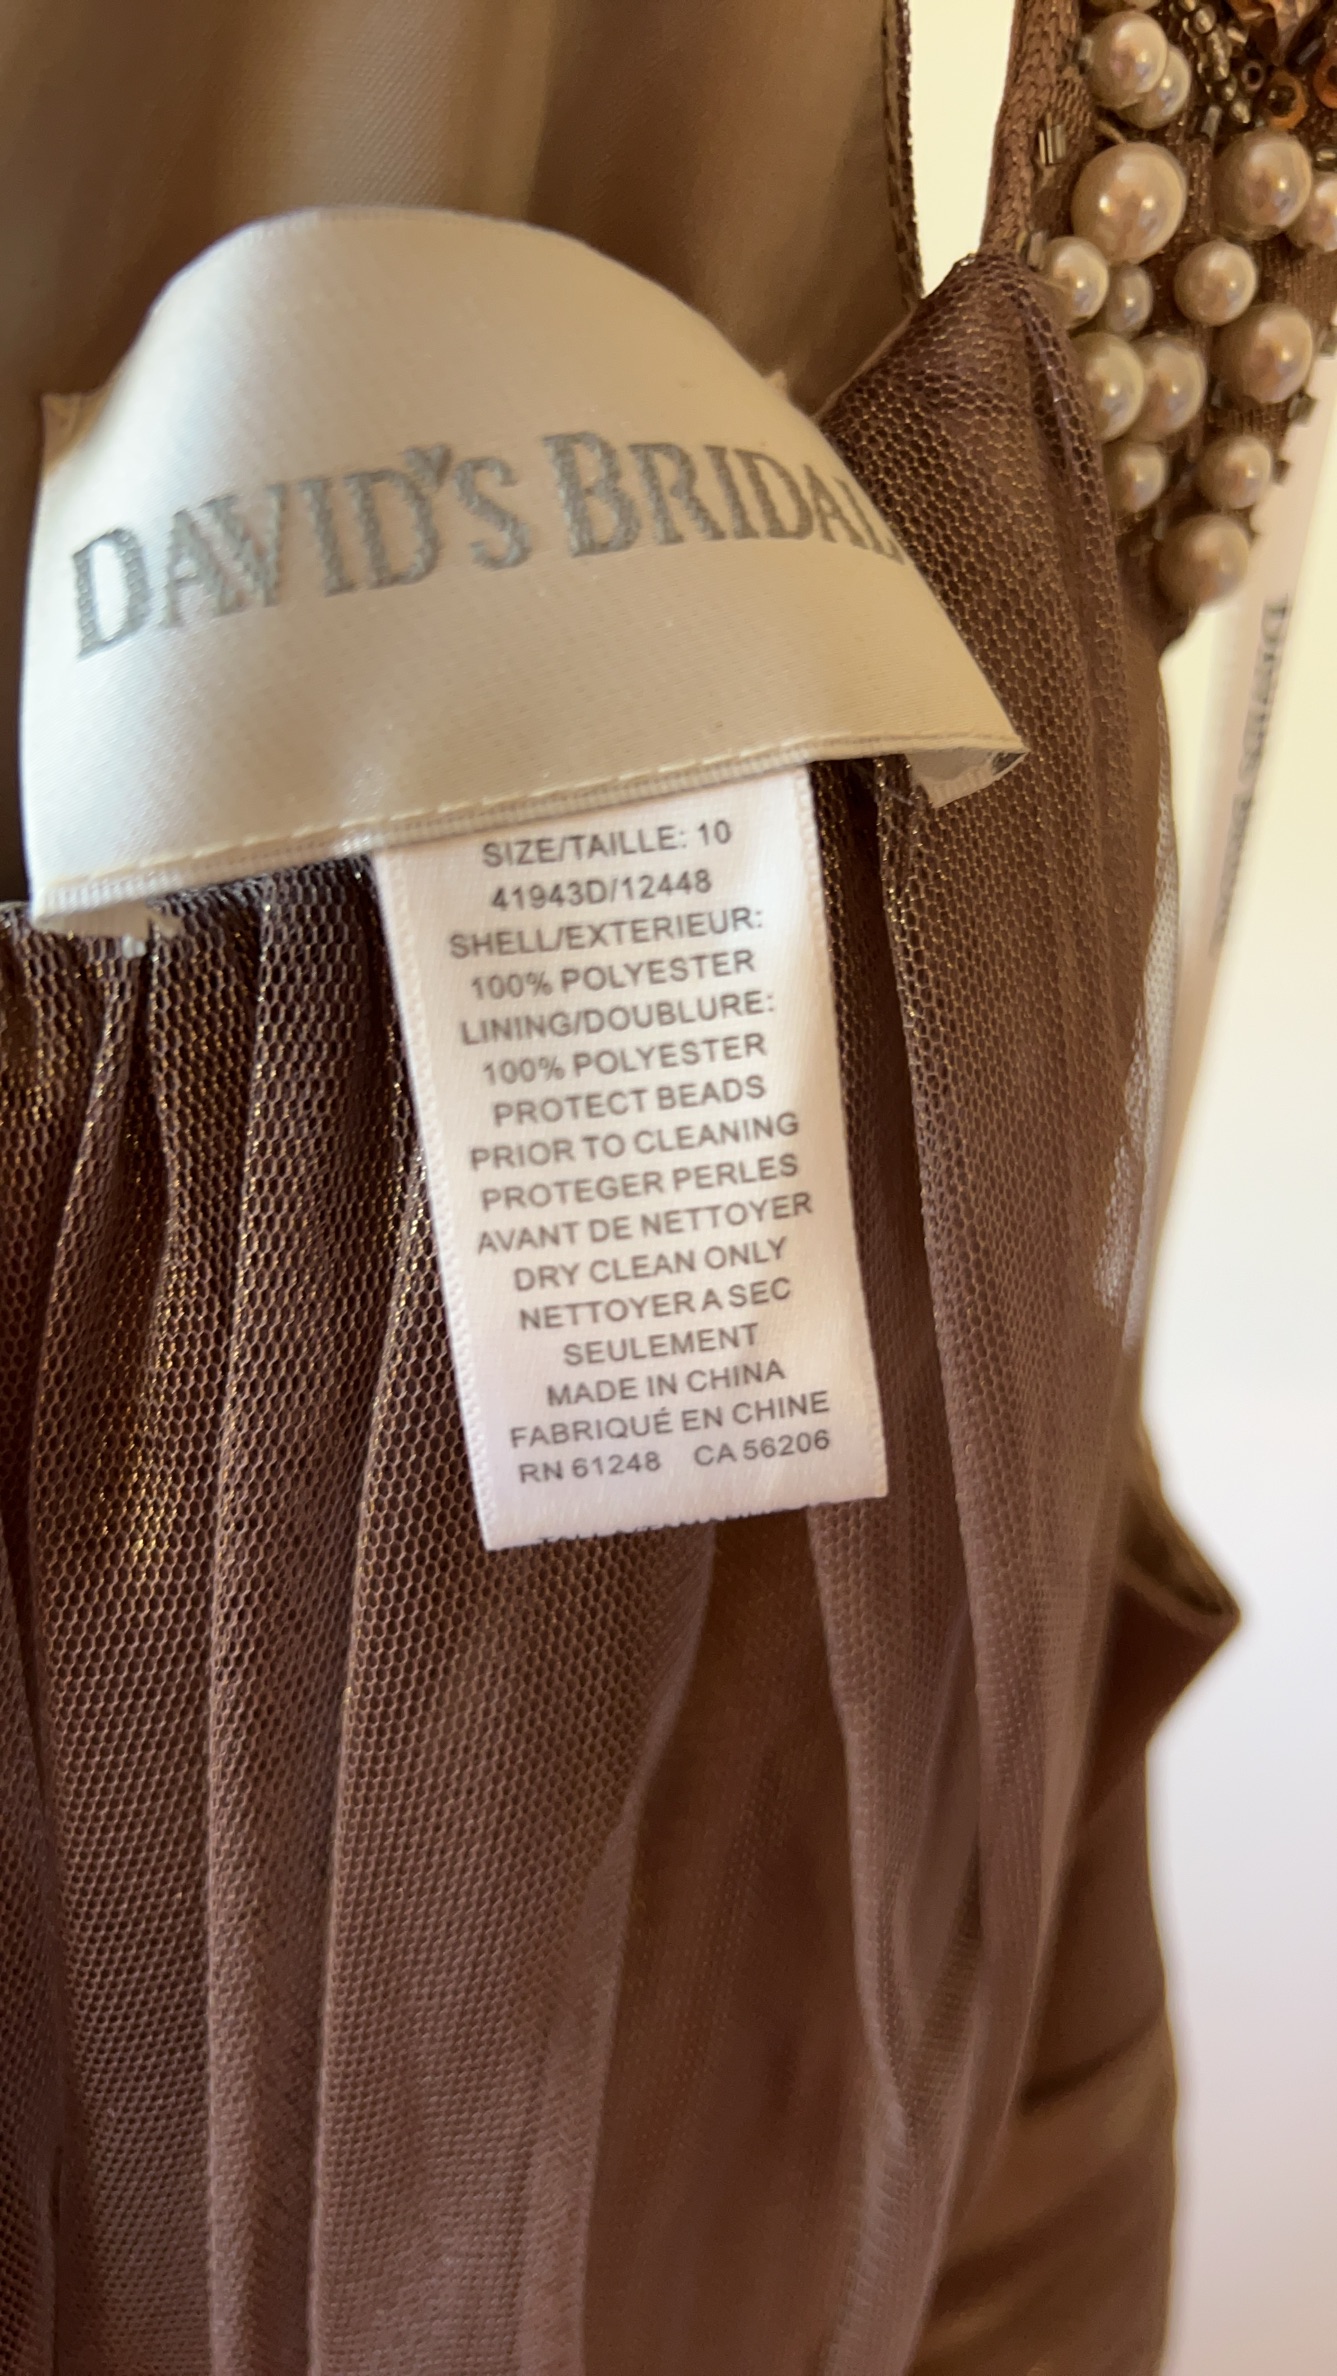 DAVID'S BRIDAL
SIZE/TAILLE: 10
41943D/12448
SHELL/EXTERIEUR:
100% POLYESTER
LINING/DOUBLURE:
100% POLYESTER
PROTECT BEADS
PRIOR TO CLEANING
PROTEGER PERLES
AVANT DE NETTOYER
DRY CLEAN ONLY
NETTOYER A SEC
SEULEMENT
MADE IN CHINA
FABRIQUÉ EN CHINE
RN 61248 CA 56206